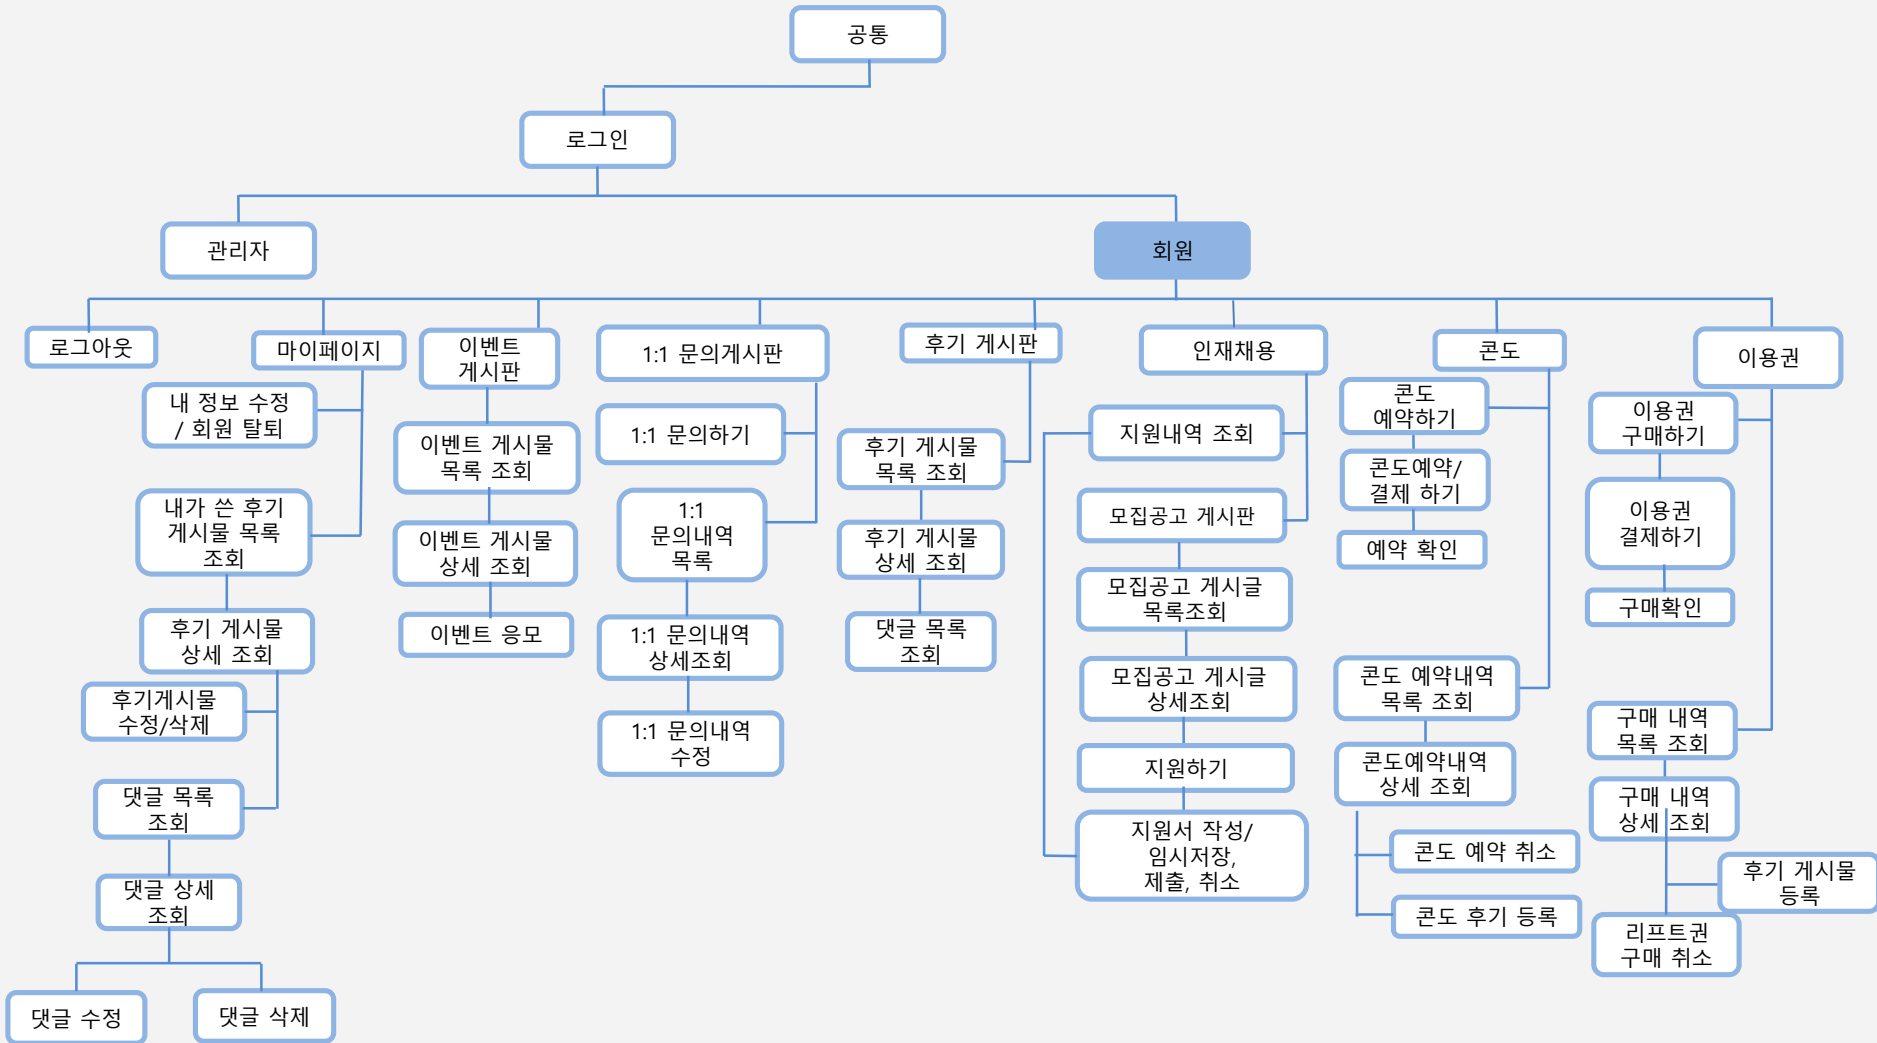 공통
로그인
관리자
회원
로그아웃
마이페이지
내 정보 수정
/ 회원 탈퇴
내가 쓴 후기
게시물 목록
조회
후기 게시물
상세 조회
후기게시물
수정/삭제
댓글 목록
조회
댓글 상세
조회
댓글 수정
댓글 삭제
이벤트
게시판
이벤트 게시물
목록 조회
이벤트 게시물
상세 조회
이벤트 응모
1:1 문의게시판
1:1 문의하기
1:1
문의내역
목록
1:1 문의내역
상세조회
1:1 문의내역
수정
후기 게시판
후기 게시물
목록 조회
후기 게시물
상세 조회
댓글 목록
조회
인재채용
지원내역 조회
모집공고 게시판
모집공고 게시글
목록조회
모집공고 게시글
상세조회
지원하기
지원서 작성/
임시저장,
제출, 취소
콘도
콘도
예약하기
콘도예약/
결제 하기
예약 확인
콘도 예약내역
목록 조회
콘도예약내역
상세 조회
콘도 예약 취소
콘도 후기 등록
이용권
이용권
구매하기
이용권
결제하기
구매확인
구매 내역
목록 조회
구매 내역
상세 조회
후기 게시물
등록
리프트권
구매 취소